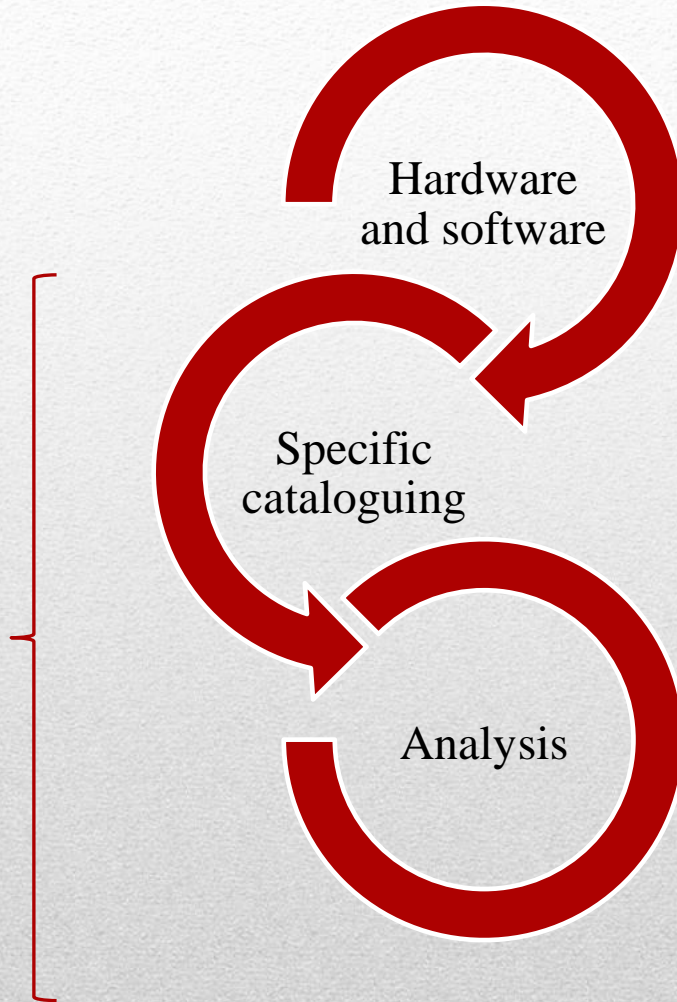 Hardware
and software
Specific
cataloguing
Analysis